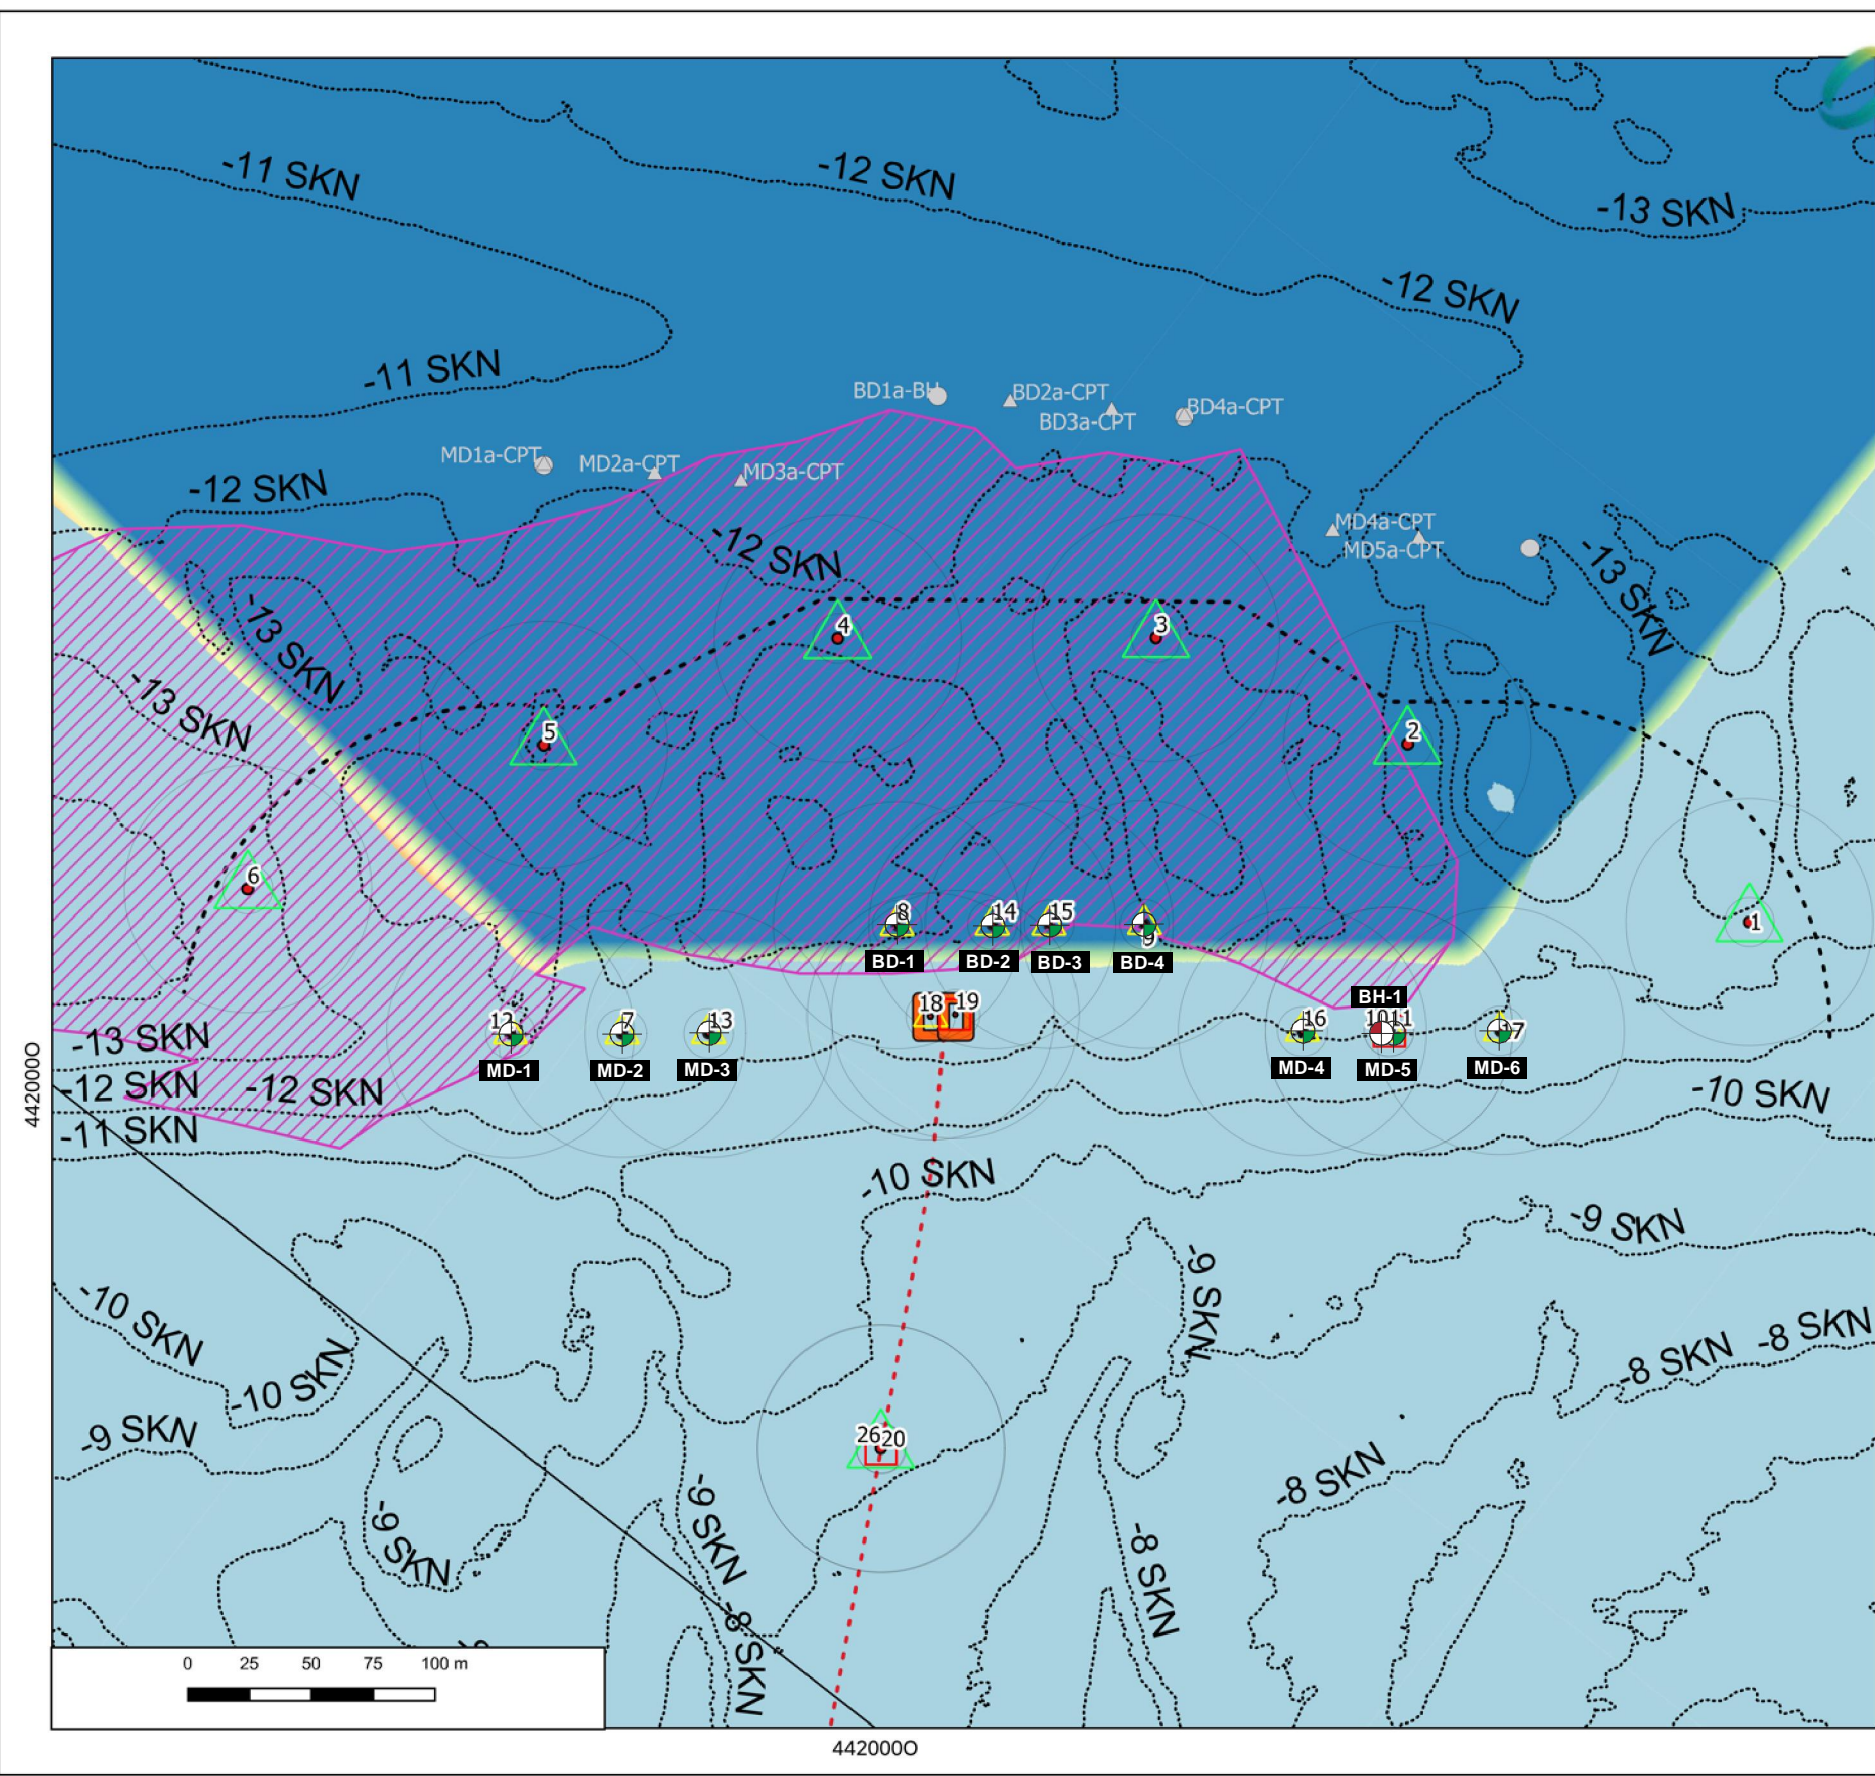 -11 SKN
-12 SKN
-13 SKN
-12 SKN
-11 SKN
BD1a-BH
BD2a-CPT
BD3a-CPT
BD4a-CPT
MD1a-CPT
MD2a-CPT
MD3a-CPT
-12 SKN
-12 SKN
MD4a-CPT
MD5a-CPT
-13 SKN
-13 SKN
-13 SKN
4
3
5
2
6
1
8
14
15
9
BD-1
BD-2
BD-3
BD-4
18
19
BH-1
12
7
13
16
10
11
17
MD-1
MD-2
MD-3
MD-4
MD-5
MD-6
-13 SKN
-12 SKN
-12 SKN
-11 SKN
-10 SKN
-10 SKN
-9 SKN
-9 SKN
-10 SKN
-10 SKN
-9 SKN
-8 SKN
-8 SKN
26
20
-8 SKN
-9 SKN
-9 SKN
-8 SKN
-8 SKN
442000O
0 25 50 75 100 m
442000O